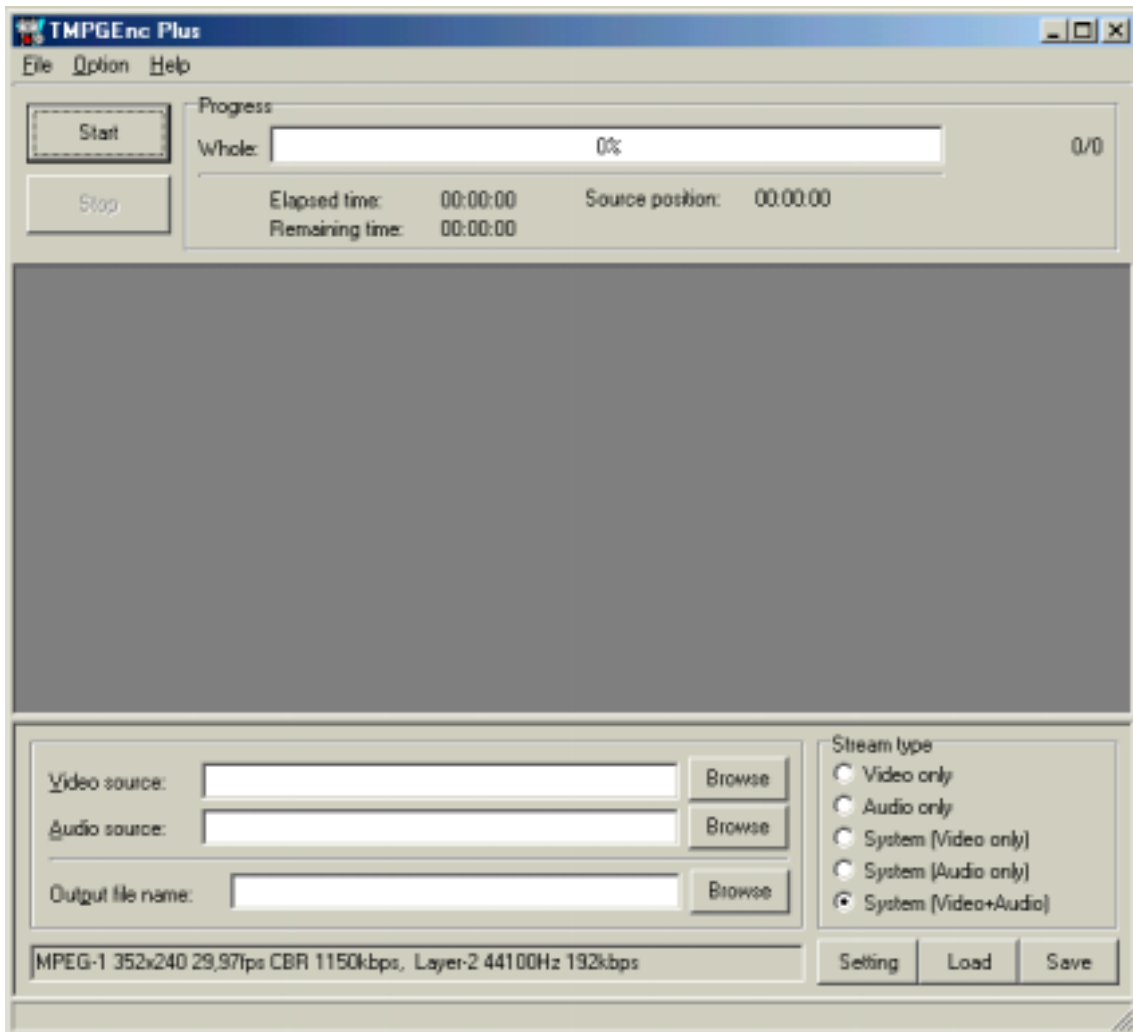 TMPGEnc Plus
File Option Help
Start
Stop
Progress
Whole: 0% 0/0
Elapsed time: 00:00:00 Source position: 00:00:00
Remaining time: 00:00:00
Video source: Browse
Audio source: Browse
Output file name: Browse
Stream type
Video only
Audio only
System (Video only)
System (Audio only)
System (Video+Audio)
MPEG-1 352x240 29,97fps CBR 1150kbps, Layer-2 44100Hz 192kbps
Setting Load Save